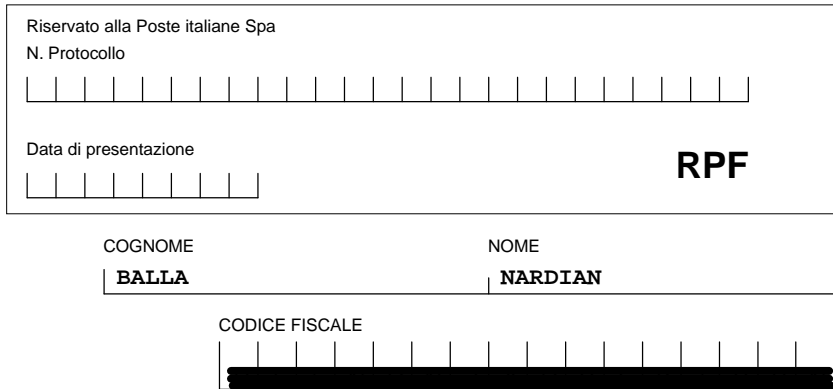 Riservato alla Poste italiane Spa
N. Protocollo
Data di presentazione
RPF
COGNOME NOME
BALLA NARDIAN
CODICE FISCALE